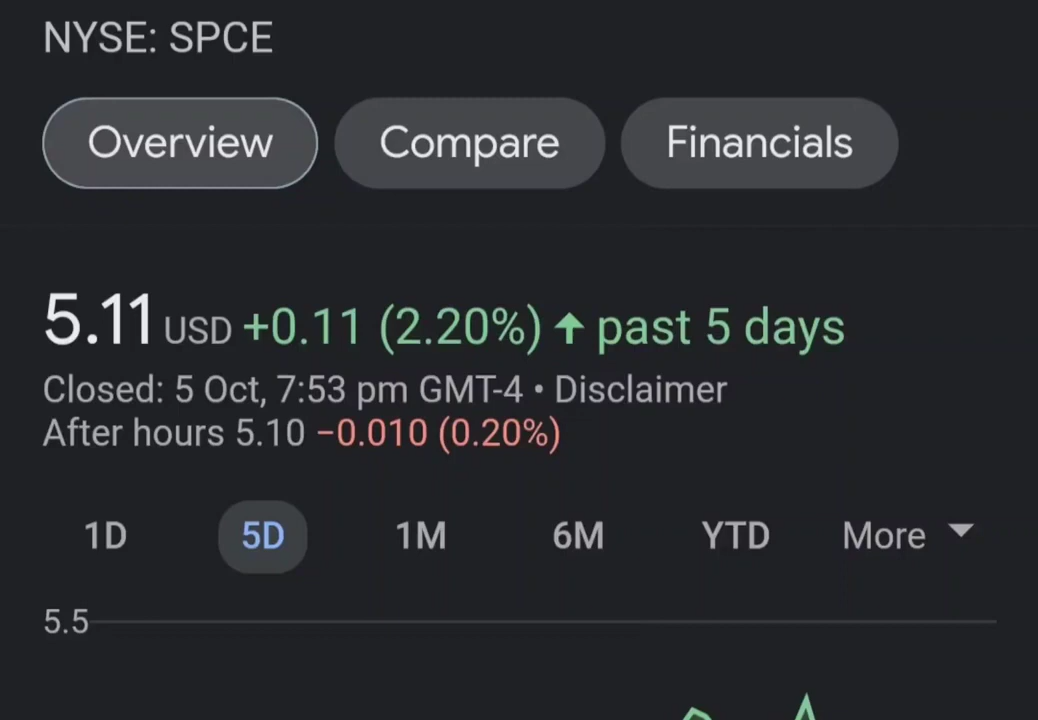 NYSE: SPCE
Overview Compare Financials
5.11 USD +0.11 (2.20%) ↑ past 5 days
Closed: 5 Oct, 7:53 pm GMT-4 • Disclaimer
After hours 5.10 −0.010 (0.20%)
1D 5D 1M 6M YTD More
5.5